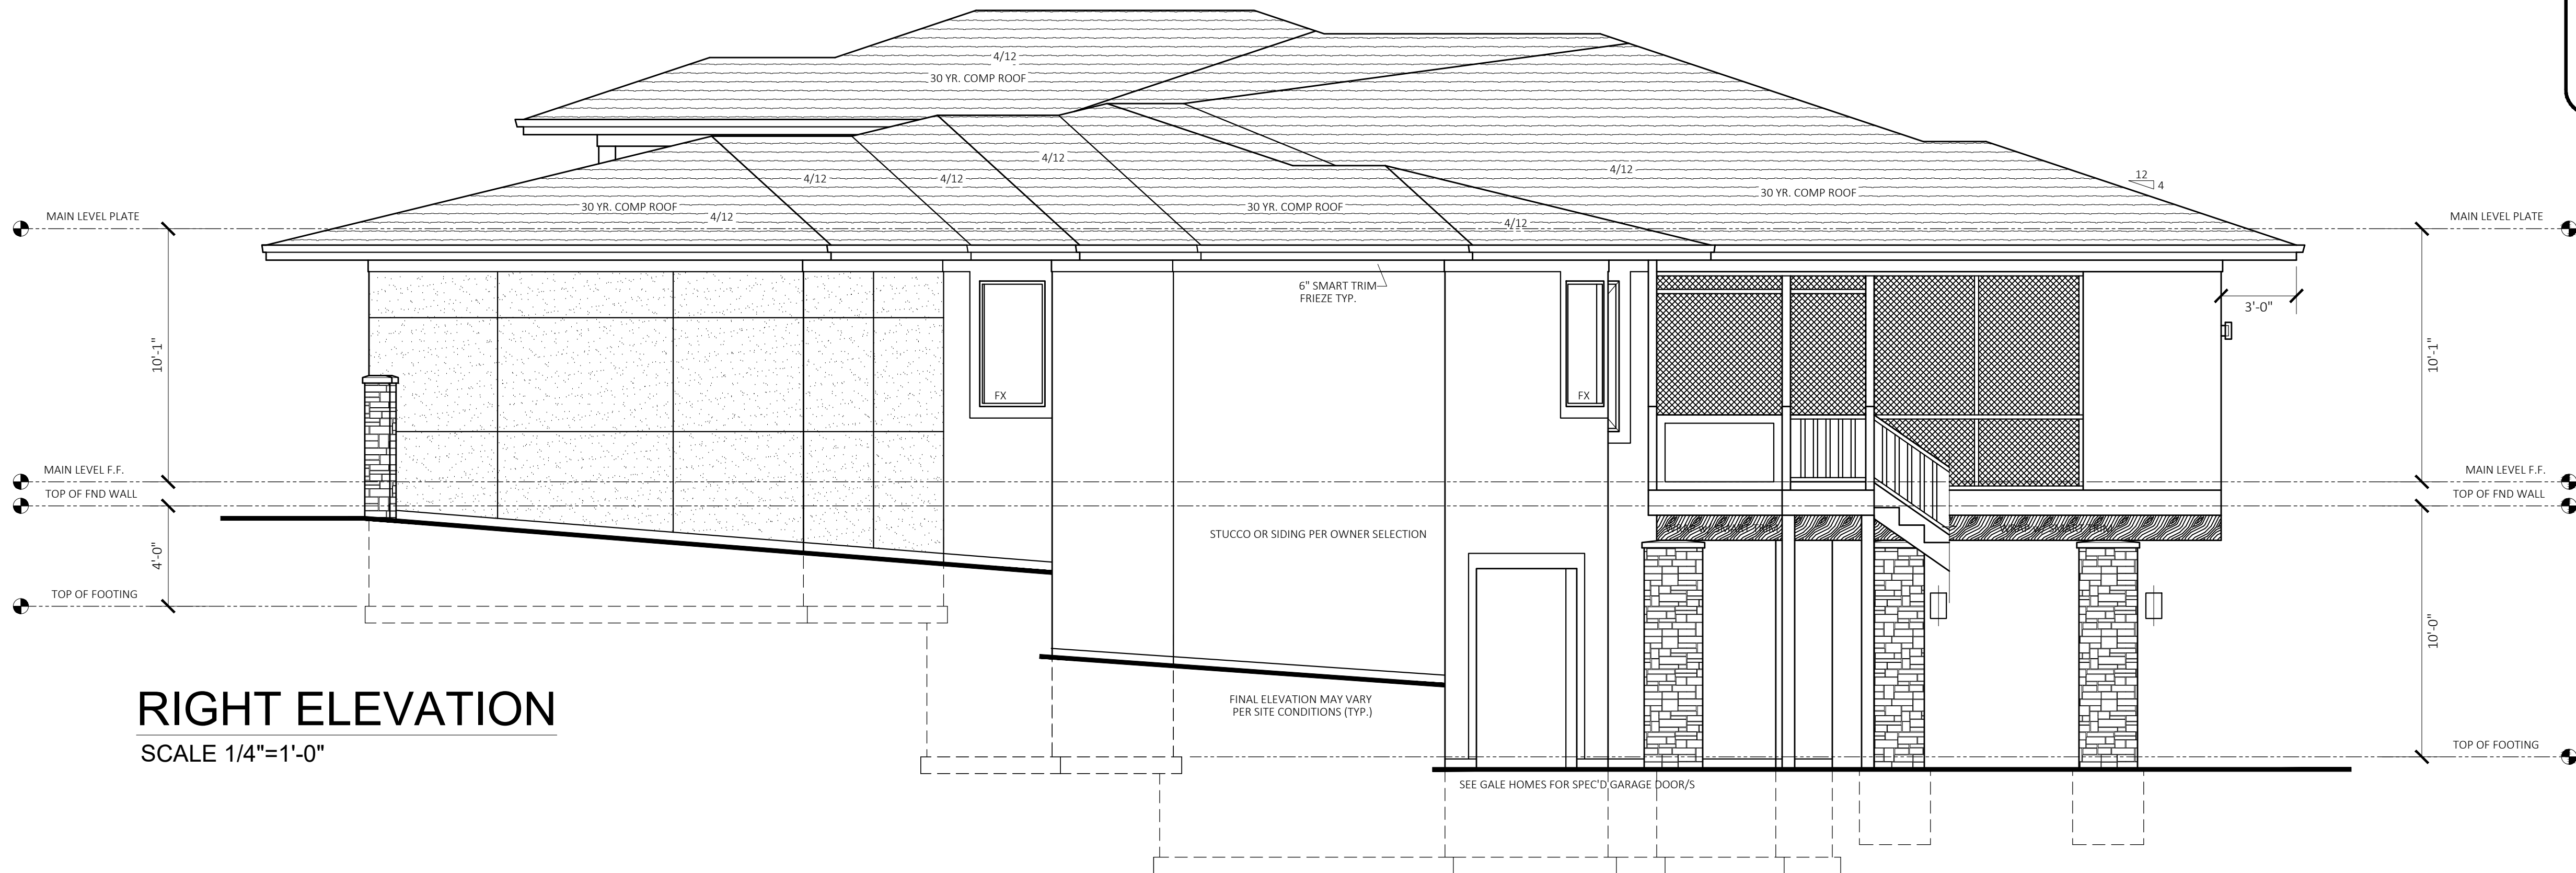 4/12
30 YR. COMP ROOF
4/12
4/12
4/12
4/12
12
4
30 YR. COMP ROOF
30 YR. COMP ROOF
30 YR. COMP ROOF
4/12
4/12
MAIN LEVEL PLATE
MAIN LEVEL PLATE
6" SMART TRIM
FRIEZE TYP.
3'-0"
10'-1"
10'-1"
FX
FX
MAIN LEVEL F.F.
MAIN LEVEL F.F.
TOP OF FND WALL
TOP OF FND WALL
STUCCO OR SIDING PER OWNER SELECTION
4'-0"
TOP OF FOOTING
10'-0"
RIGHT ELEVATION
SCALE 1/4"=1'-0"
FINAL ELEVATION MAY VARY
PER SITE CONDITIONS (TYP.)
TOP OF FOOTING
SEE GALE HOMES FOR SPEC'D GARAGE DOOR/S